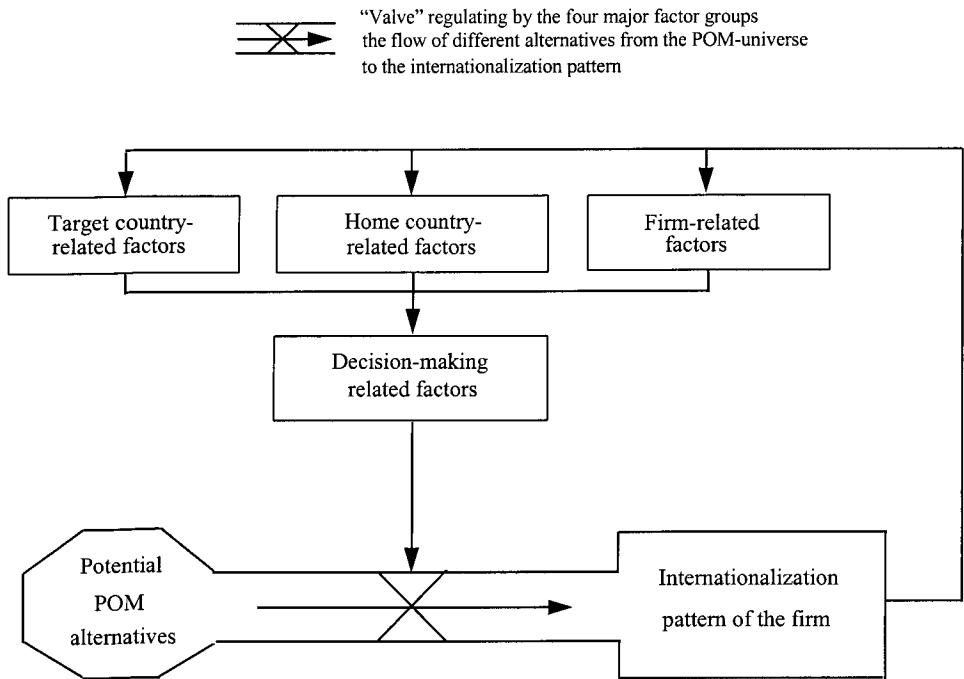 “Valve” regulating by the four major factor groups
the flow of different alternatives from the POM-universe
to the internationalization pattern
Target country-
related factors
Home country-
related factors
Firm-related
factors
Decision-making
related factors
Potential
POM
alternatives
Internationalization
pattern of the firm